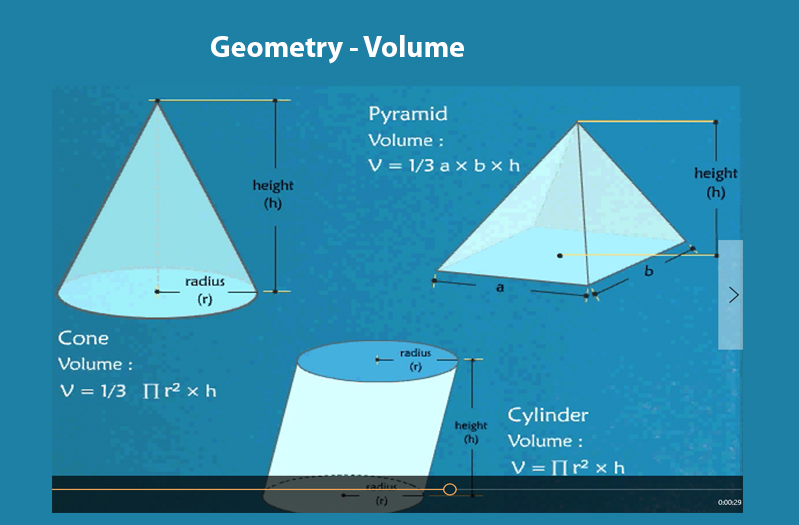 Geometry - Volume
Pyramid
Volume :
V = 1/3 a x b x h
height
(h)
height
(h)
radius
(r)
a
b
Cone
Volume :
V = 1/3 ∏ r² x h
radius
(r)
height
(h)
Cylinder
Volume :
V = ∏ r² x h
radius
(r)
0:00:29